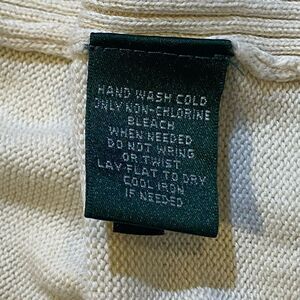 HAND WASH COLD
ONLY NON-CHLORINE
BLEACH
WHEN NEEDED
DO NOT WRING
OR TWIST
LAY FLAT TO DRY
COOL IRON
IF NEEDED